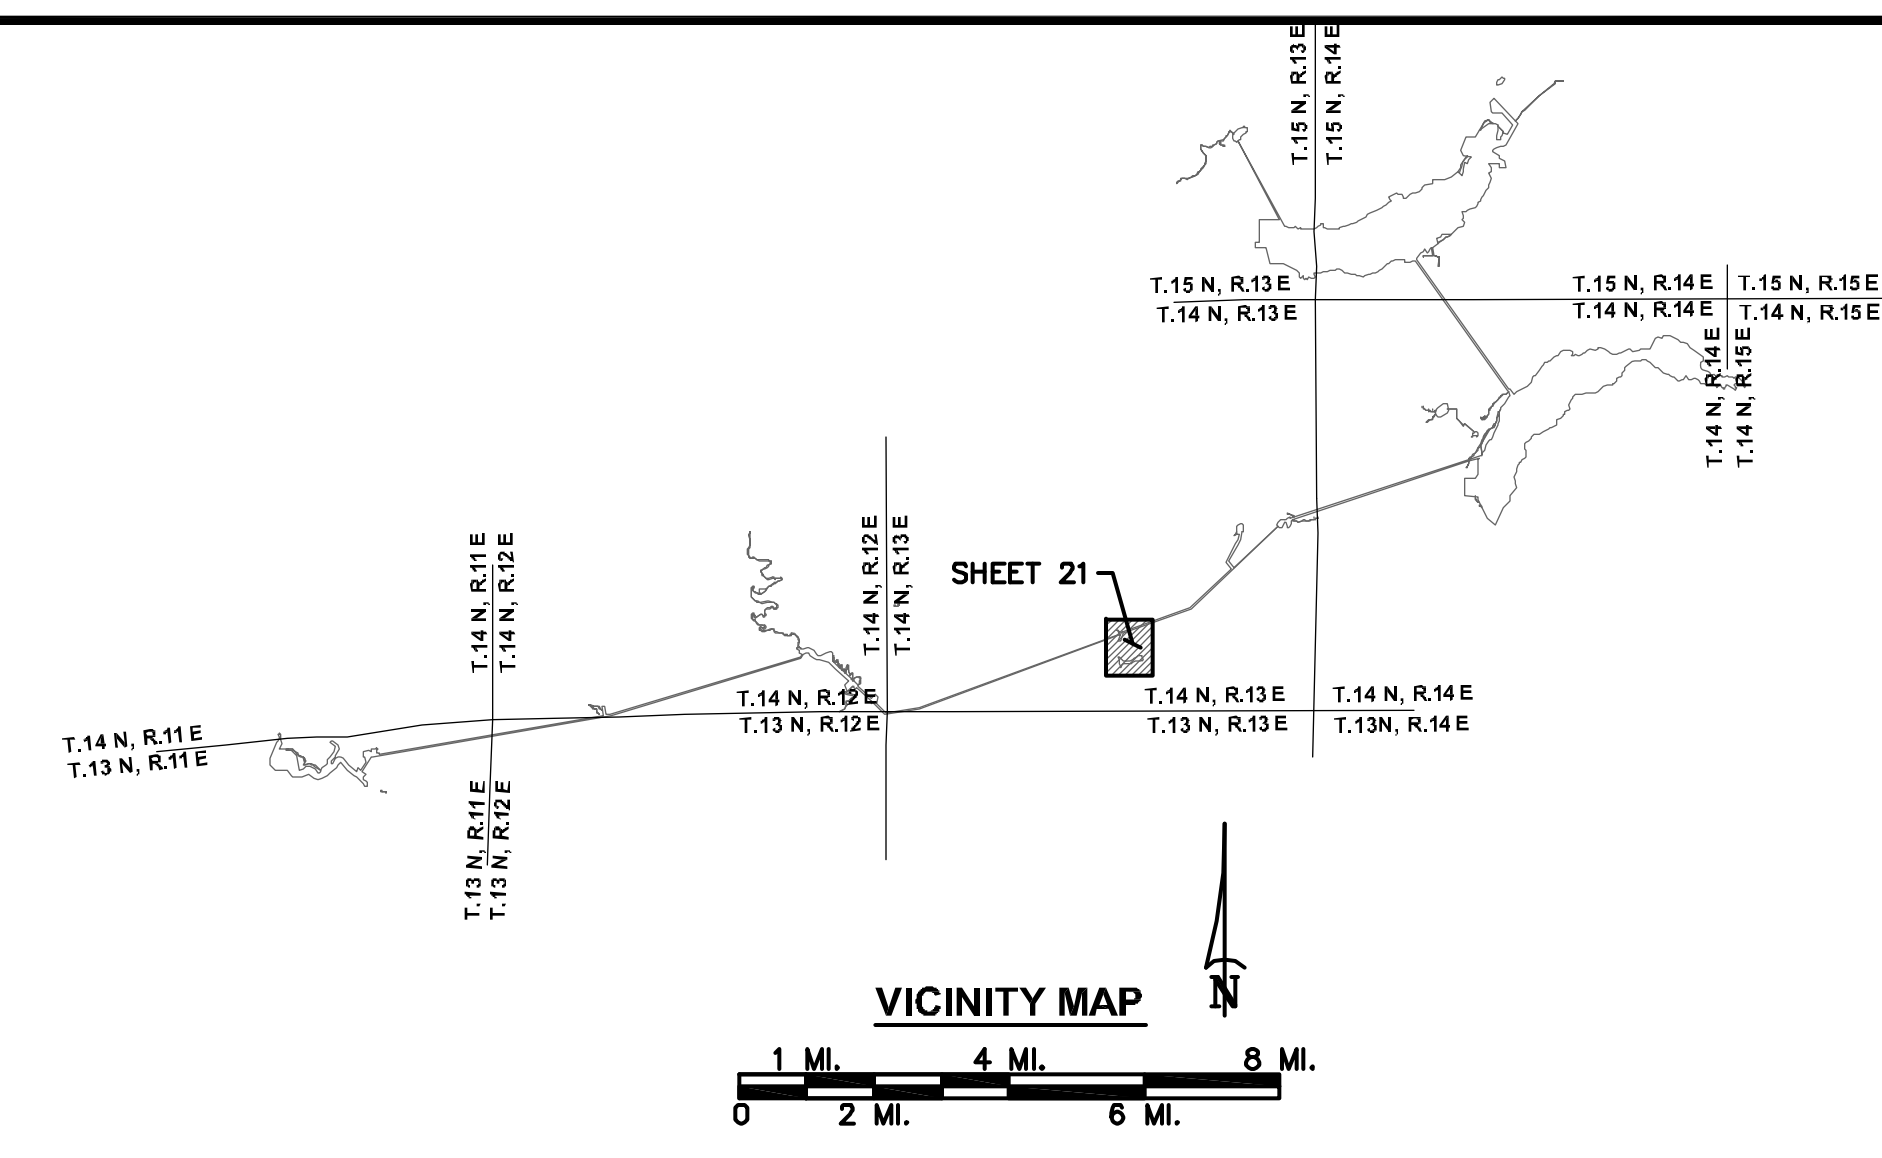 T.15 N, R.13 E
T.15 N, R.14 E
T.15 N, R.13 E
T.14 N, R.13 E
T.15 N, R.14 E
T.14 N, R.14 E
T.15 N, R.15 E
T.14 N, R.15 E
T.14 N, R.14 E
T.14 N, R.15 E
T.14 N, R.11 E
T.14 N, R.12 E
T.14 N, R.12 E
T.14 N, R.13 E
SHEET 21
T.14 N, R.11 E
T.13 N, R.11 E
T.14 N, R.12 E
T.13 N, R.12 E
T.14 N, R.13 E
T.13 N, R.13 E
T.14 N, R.14 E
T.13N, R.14 E
T.13 N, R.11 E
T.13 N, R.12 E
N
VICINITY MAP
1 MI. 4 MI. 8 MI.
0 2 MI. 6 MI.